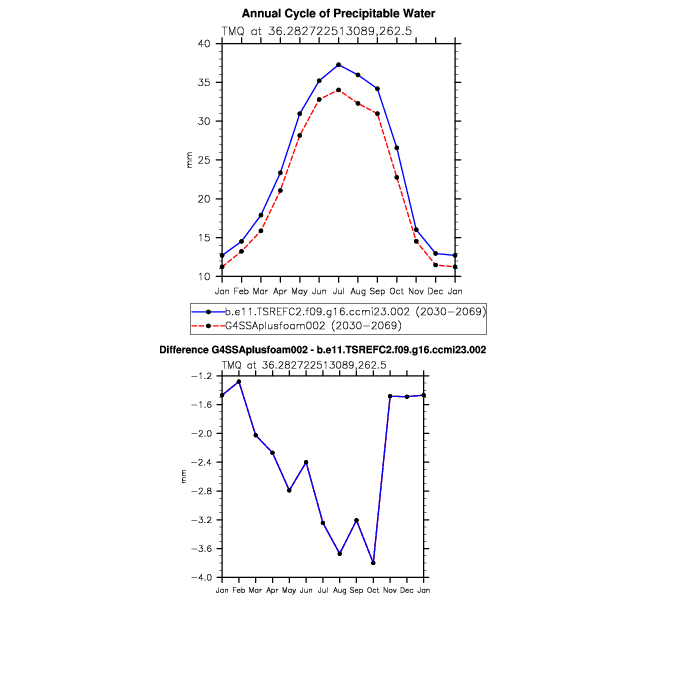 Annual Cycle of Precipitable Water
TMQ at 36.282722513089,262.5
40
35
30
25
20
15
10
mm
Jan Feb Mar Apr May Jun Jul Aug Sep Oct Nov Dec Jan
b.e11.TSREFC2.f09.g16.ccmi23.002 (2030-2069)
G4SSAplusfoam002 (2030-2069)
Difference G4SSAplusfoam002 - b.e11.TSREFC2.f09.g16.ccmi23.002
TMQ at 36.282722513089,262.5
-1.2
-1.6
-2.0
-2.4
-2.8
-3.2
-3.6
-4.0
mm
Jan Feb Mar Apr May Jun Jul Aug Sep Oct Nov Dec Jan